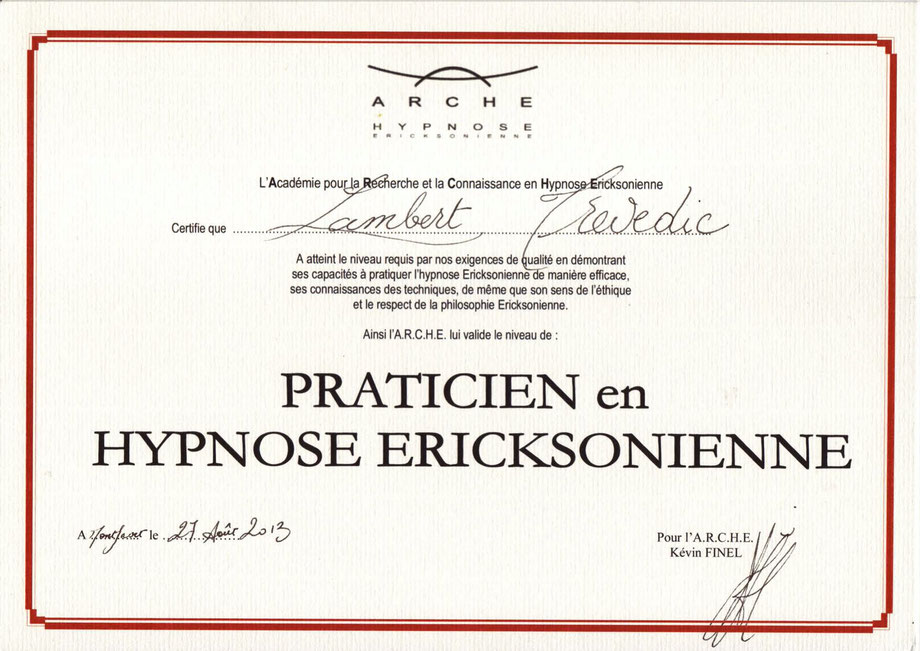 ARCHE
HYPNOSE
ERICKSONIENNE
L'Académie pour la Recherche et la Connaissance en Hypnose Ericksonienne
Certifie que Lambert Trevedic
A atteint le niveau requis par nos exigences de qualité en démontrant
ses capacités à pratiquer l'hypnose Ericksonienne de manière efficace,
ses connaissances des techniques, de même que son sens de l'éthique
et le respect de la philosophie Ericksonienne.
Ainsi l'A.R.C.H.E. lui valide le niveau de :
PRATICIEN en
HYPNOSE ERICKSONIENNE
A le 27 Août 2013
Pour l'A.R.C.H.E.
Kévin FINEL